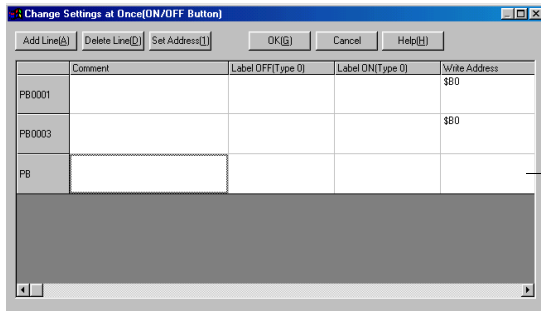 Change Settings at Once(ON/OFF Button)
Add Line(A) Delete Line(D) Set Address(1) OK(G) Cancel Help(H)
Comment Label OFF(Type 0) Label ON(Type 0) Write Address
PB0001 $B0
PB0003 $B0
PB